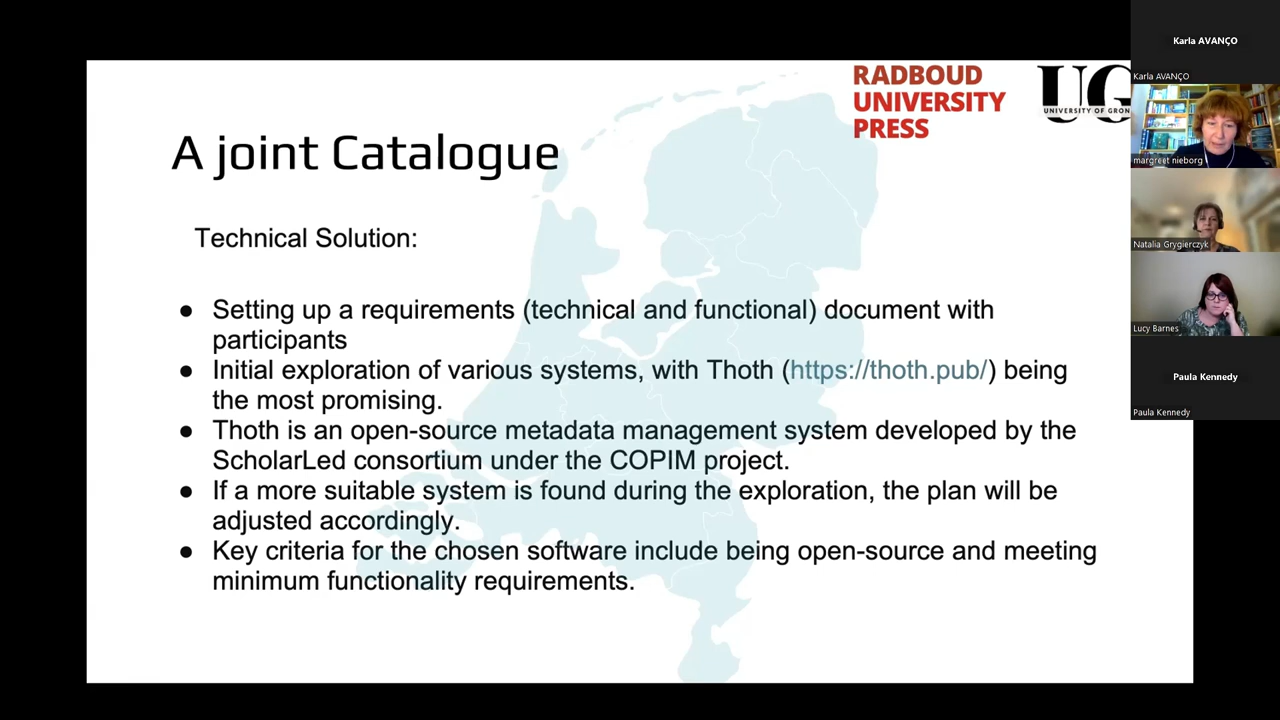 RADBOUD
UNIVERSITY
PRESS
UG
UNIVERSITY OF GRON
A joint Catalogue
Technical Solution:
● Setting up a requirements (technical and functional) document with
participants
● Initial exploration of various systems, with Thoth (https://thoth.pub/) being
the most promising.
● Thoth is an open-source metadata management system developed by the
ScholarLed consortium under the COPIM project.
● If a more suitable system is found during the exploration, the plan will be
adjusted accordingly.
● Key criteria for the chosen software include being open-source and meeting
minimum functionality requirements.
Karla AVANÇO
Karla AVANÇO
margreet nieborg
Natalia Grygierczyk
Lucy Barnes
Paula Kennedy
Paula Kennedy